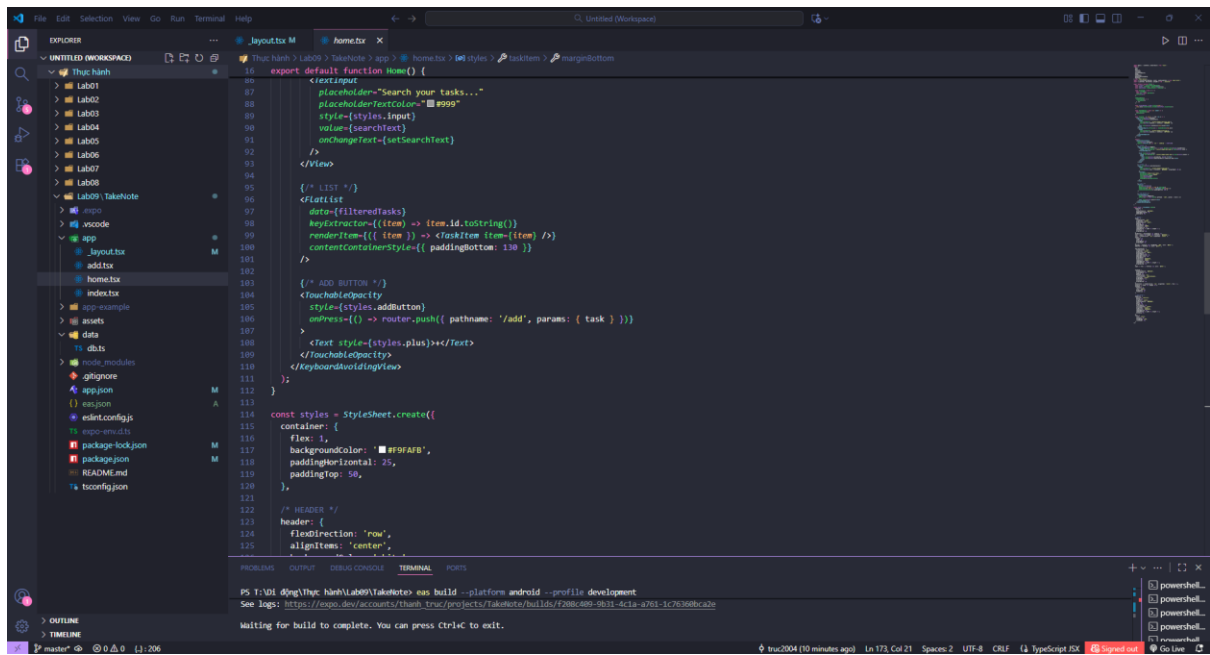 File Edit Selection View Go Run Terminal Help
Untitled (Workspace)
EXPLORER
UNTITLED (WORKSPACE)
Thực hành
Lab01
Lab02
Lab03
Lab04
Lab05
Lab06
Lab07
Lab08
Lab09 \ TakeNote
.expo
.vscode
app
_layout.tsx M
add.tsx
home.tsx
index.tsx
app-example
assets
data
TS db.ts
node_modules
.gitignore
app.json M
{} eas.json A
eslint.config.js
TS expo-env.d.ts
package-lock.json M
package.json M
README.md
tsconfig.json
OUTLINE
TIMELINE
_layout.tsx M home.tsx
Thực hành > Lab09 > TakeNote > app > home.tsx > styles > taskItem > marginBottom
16 export default function Home() {
86 <TextInput
87 placeholder="Search your tasks..."
88 placeholderTextColor="#999"
89 style={styles.input}
90 value={searchText}
91 onChangeText={setSearchText}
92 />
93 </View>
94
95 {/* LIST */}
96 <FlatList
97 data={filteredTasks}
98 keyExtractor={(item) => item.id.toString()}
99 renderItem={({ item }) => <TaskItem item={item} />}
100 contentContainerStyle={{ paddingBottom: 130 }}
101 />
102
103 {/* ADD BUTTON */}
104 <TouchableOpacity
105 style={styles.addButton}
106 onPress={() => router.push({ pathname: '/add', params: { task } })}
107 >
108 <Text style={styles.plus}>+</Text>
109 </TouchableOpacity>
110 </KeyboardAvoidingView>
111 );
112 }
113
114 const styles = StyleSheet.create({
115 container: {
116 flex: 1,
117 backgroundColor: '#F9FAFB',
118 paddingHorizontal: 25,
119 paddingTop: 50,
120 },
121
122 /* HEADER */
123 header: {
124 flexDirection: 'row',
125 alignItems: 'center',
PROBLEMS OUTPUT DEBUG CONSOLE TERMINAL PORTS
PS T:\Di động\Thực hành\Lab09\TakeNote> eas build --platform android --profile development
See logs: https://expo.dev/accounts/thanh_truc/projects/TakeNote/builds/f208c409-9b31-4c1a-a761-1c76360bca2e
Waiting for build to complete. You can press Ctrl+C to exit.
powershell...
powershell...
powershell...
powershell...
powershell...
master* 0 0 {..}: 206 truc2004 (10 minutes ago) Ln 173, Col 21 Spaces: 2 UTF-8 CRLF TypeScript JSX Signed out Go Live